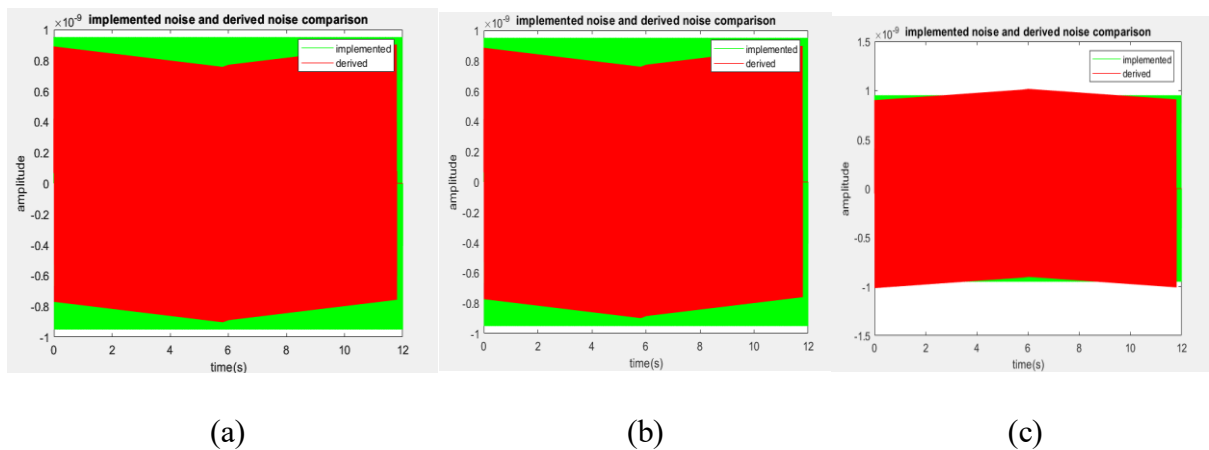 ×10⁻⁹ implemented noise and derived noise comparison
1
0.8
0.6
0.4
0.2
0
-0.2
-0.4
-0.6
-0.8
-1
amplitude
implemented
derived
0 2 4 6 8 10 12
time(s)
(a)
×10⁻⁹ implemented noise and derived noise comparison
1
0.8
0.6
0.4
0.2
0
-0.2
-0.4
-0.6
-0.8
-1
amplitude
implemented
derived
0 2 4 6 8 10 12
time(s)
(b)
×10⁻⁹ implemented noise and derived noise comparison
1.5
1
0.5
0
-0.5
-1
-1.5
amplitude
implemented
derived
0 2 4 6 8 10 12
time(s)
(c)